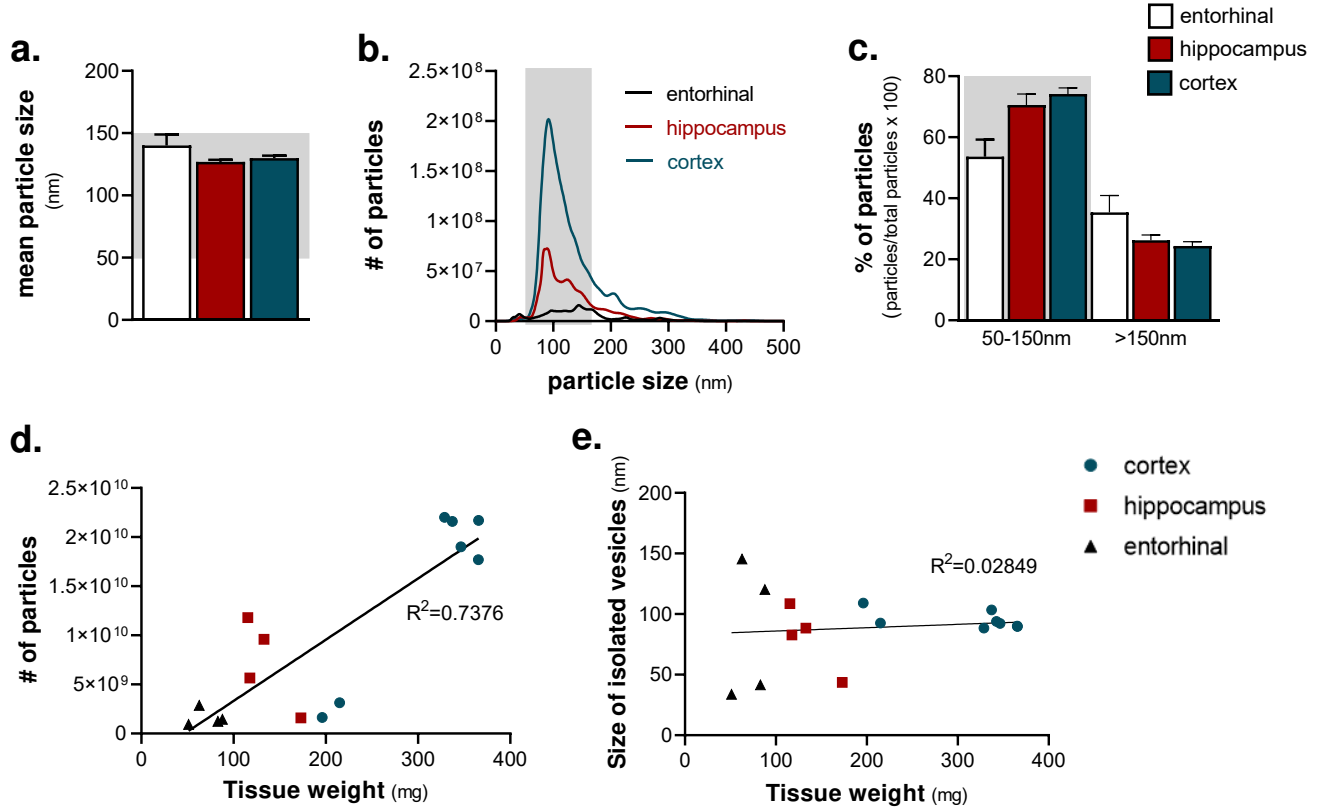 a.
mean particle size
(nm)
200
150
100
50
0
b.
# of particles
2.5×10⁸
2×10⁸
1.5×10⁸
1×10⁸
5×10⁷
0
entorhinal
hippocampus
cortex
0 100 200 300 400 500
particle size (nm)
c.
entorhinal
hippocampus
cortex
% of particles
(particles/total particles x 100)
80
60
40
20
0
50-150nm >150nm
d.
# of particles
2.5×10¹⁰
2×10¹⁰
1.5×10¹⁰
1×10¹⁰
5×10⁹
0
R²=0.7376
0 100 200 300 400
Tissue weight (mg)
e.
Size of isolated vesicles (nm)
200
150
100
50
0
R²=0.02849
0 100 200 300 400
Tissue weight (mg)
cortex
hippocampus
entorhinal